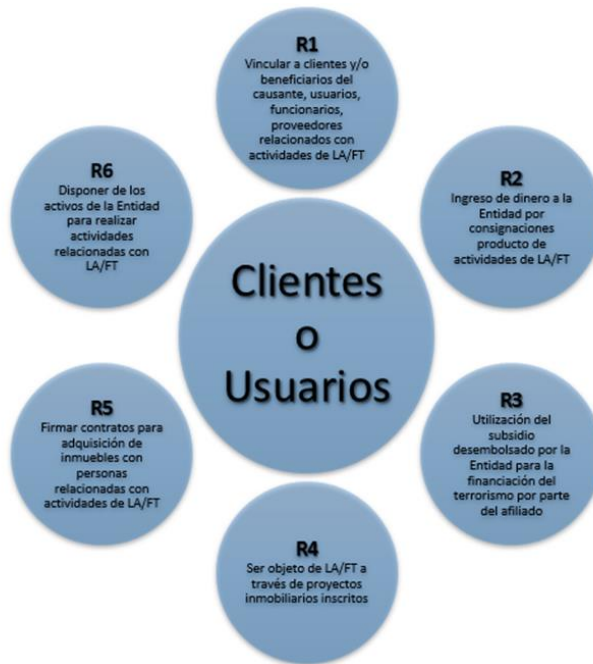 R1
Vincular a clientes y/o
beneficiarios del
causante, usuarios,
funcionarios,
proveedores
relacionados con
actividades de LA/FT
R2
Ingreso de dinero a la
Entidad por
consignaciones
producto de
actividades de LA/FT
R3
Utilización del
subsidio
desembolsado por la
Entidad para la
financiación del
terrorismo por parte
del afiliado
R4
Ser objeto de LA/FT a
través de proyectos
inmobiliarios inscritos
R5
Firmar contratos para
adquisición de
inmuebles con
personas
relacionadas con
actividades de LA/FT
R6
Disponer de los
activos de la Entidad
para realizar
actividades
relacionadas con
LA/FT
Clientes
o
Usuarios